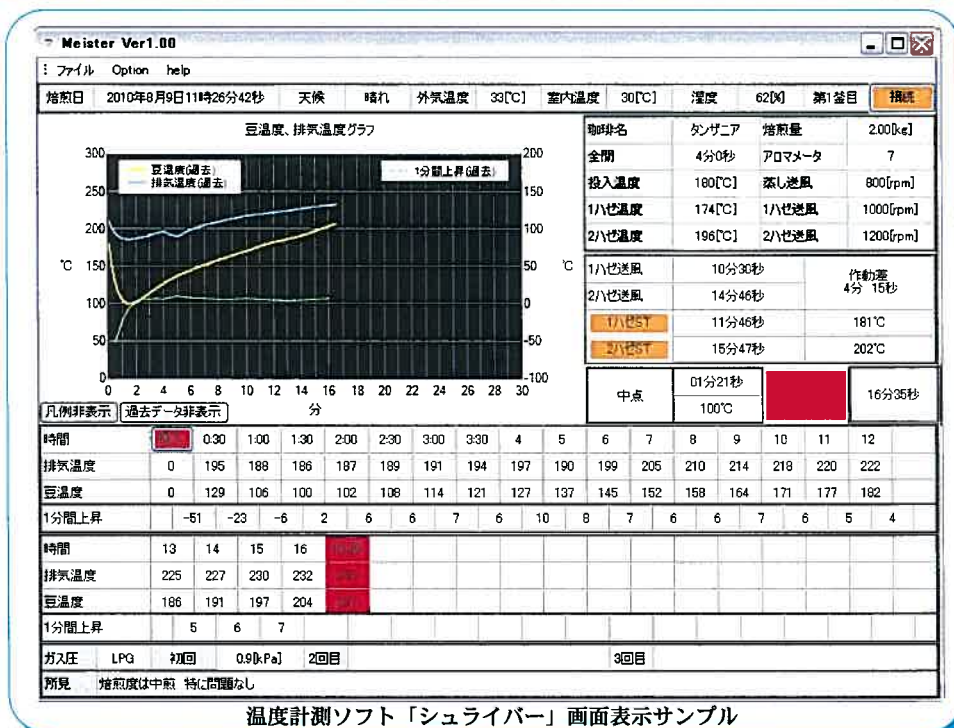 Meister Ver1.00
ファイル Option help
焙煎日 2010年8月9日11時26分42秒 天候 晴れ 外気温度 33[℃] 室内温度 30[℃] 湿度 62[%] 第1釜目 接続
豆温度、排気温度グラフ
豆温度(過去)
排気温度(過去)
1分間上昇(過去)
300 250 200 150 100 50 0
℃
200 150 100 50 0 -50 -100
℃
0 2 4 6 8 10 12 14 16 18 20 22 24 26 28 30
分
凡例非表示 過去データ非表示
珈琲名 タンザニア 焙煎量 2.00[kg]
全開 4分0秒 アロマメータ 7
投入温度 180[℃] 蒸し送風 800[rpm]
1ハゼ温度 174[℃] 1ハゼ送風 1000[rpm]
2ハゼ温度 196[℃] 2ハゼ送風 1200[rpm]
1ハゼ送風 10分30秒 作動差
2ハゼ送風 14分46秒 4分 15秒
1ハゼST 11分46秒 181℃
2ハゼST 15分47秒 202℃
中点 01分21秒 16分35秒
100℃
時間 0:30 1:00 1:30 2:00 2:30 3:00 3:30 4 5 6 7 8 9 10 11 12
排気温度 0 195 188 186 187 189 191 194 197 190 199 205 210 214 218 220 222
豆温度 0 129 106 100 102 108 114 121 127 137 145 152 158 164 171 177 182
1分間上昇 -51 -23 -6 2 6 6 7 6 10 8 7 6 6 7 6 5 4
時間 13 14 15 16
排気温度 225 227 230 232
豆温度 186 191 197 204
1分間上昇 5 6 7
ガス圧 LPG 初回 0.9[kPa] 2回目 3回目
所見 焙煎度は中煎 特に問題なし
温度計測ソフト「シュライバー」画面表示サンプル